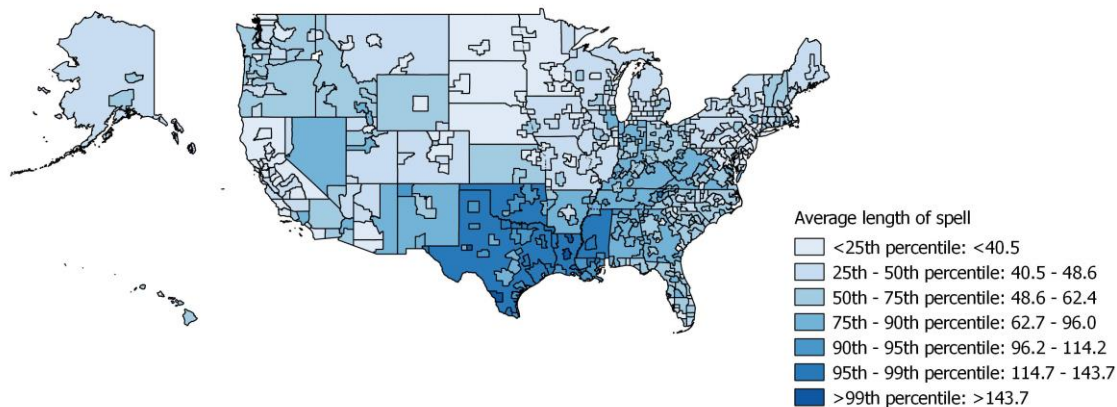 Average length of spell
<25th percentile: <40.5
25th - 50th percentile: 40.5 - 48.6
50th - 75th percentile: 48.6 - 62.4
75th - 90th percentile: 62.7 - 96.0
90th - 95th percentile: 96.2 - 114.2
95th - 99th percentile: 114.7 - 143.7
>99th percentile: >143.7